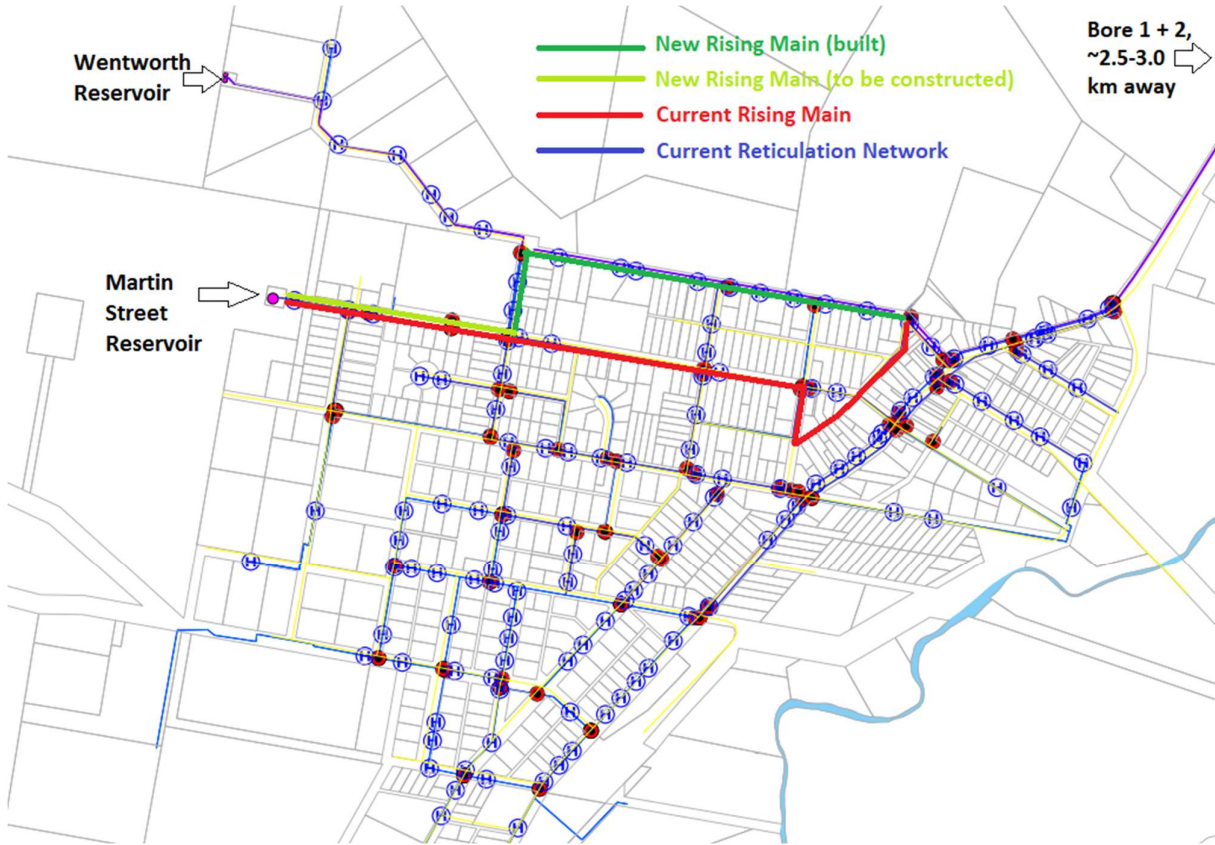 Wentworth
Reservoir
New Rising Main (built)
New Rising Main (to be constructed)
Current Rising Main
Current Reticulation Network
Bore 1 + 2,
~2.5-3.0
km away
Martin
Street
Reservoir